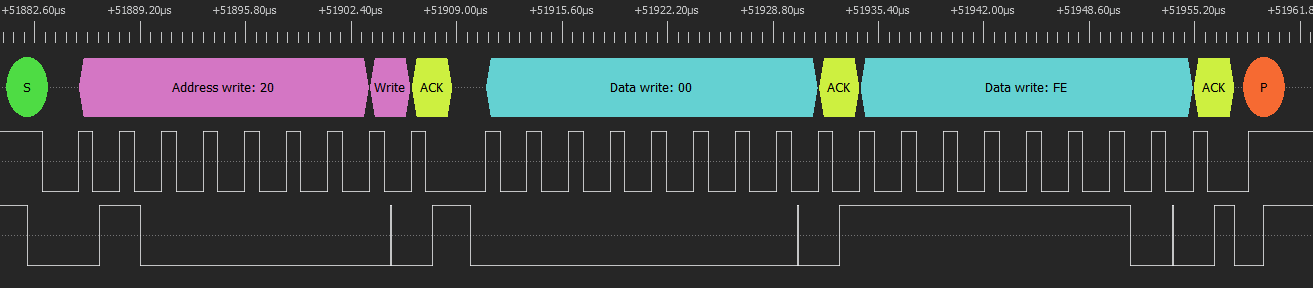 +51882.60µs +51889.20µs +51895.80µs +51902.40µs +51909.00µs +51915.60µs +51922.20µs +51928.80µs +51935.40µs +51942.00µs +51948.60µs +51955.20µs +51961.8
S Address write: 20 Write ACK Data write: 00 ACK Data write: FE ACK P